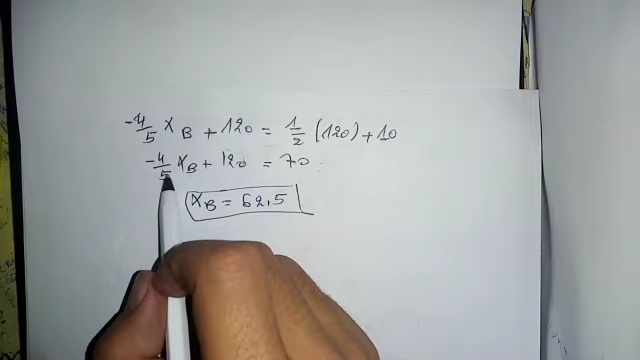 -4/5 x_B + 120 = 1/2 (120) + 10
-4/5 x_B + 120 = 70
x_B = 62,5